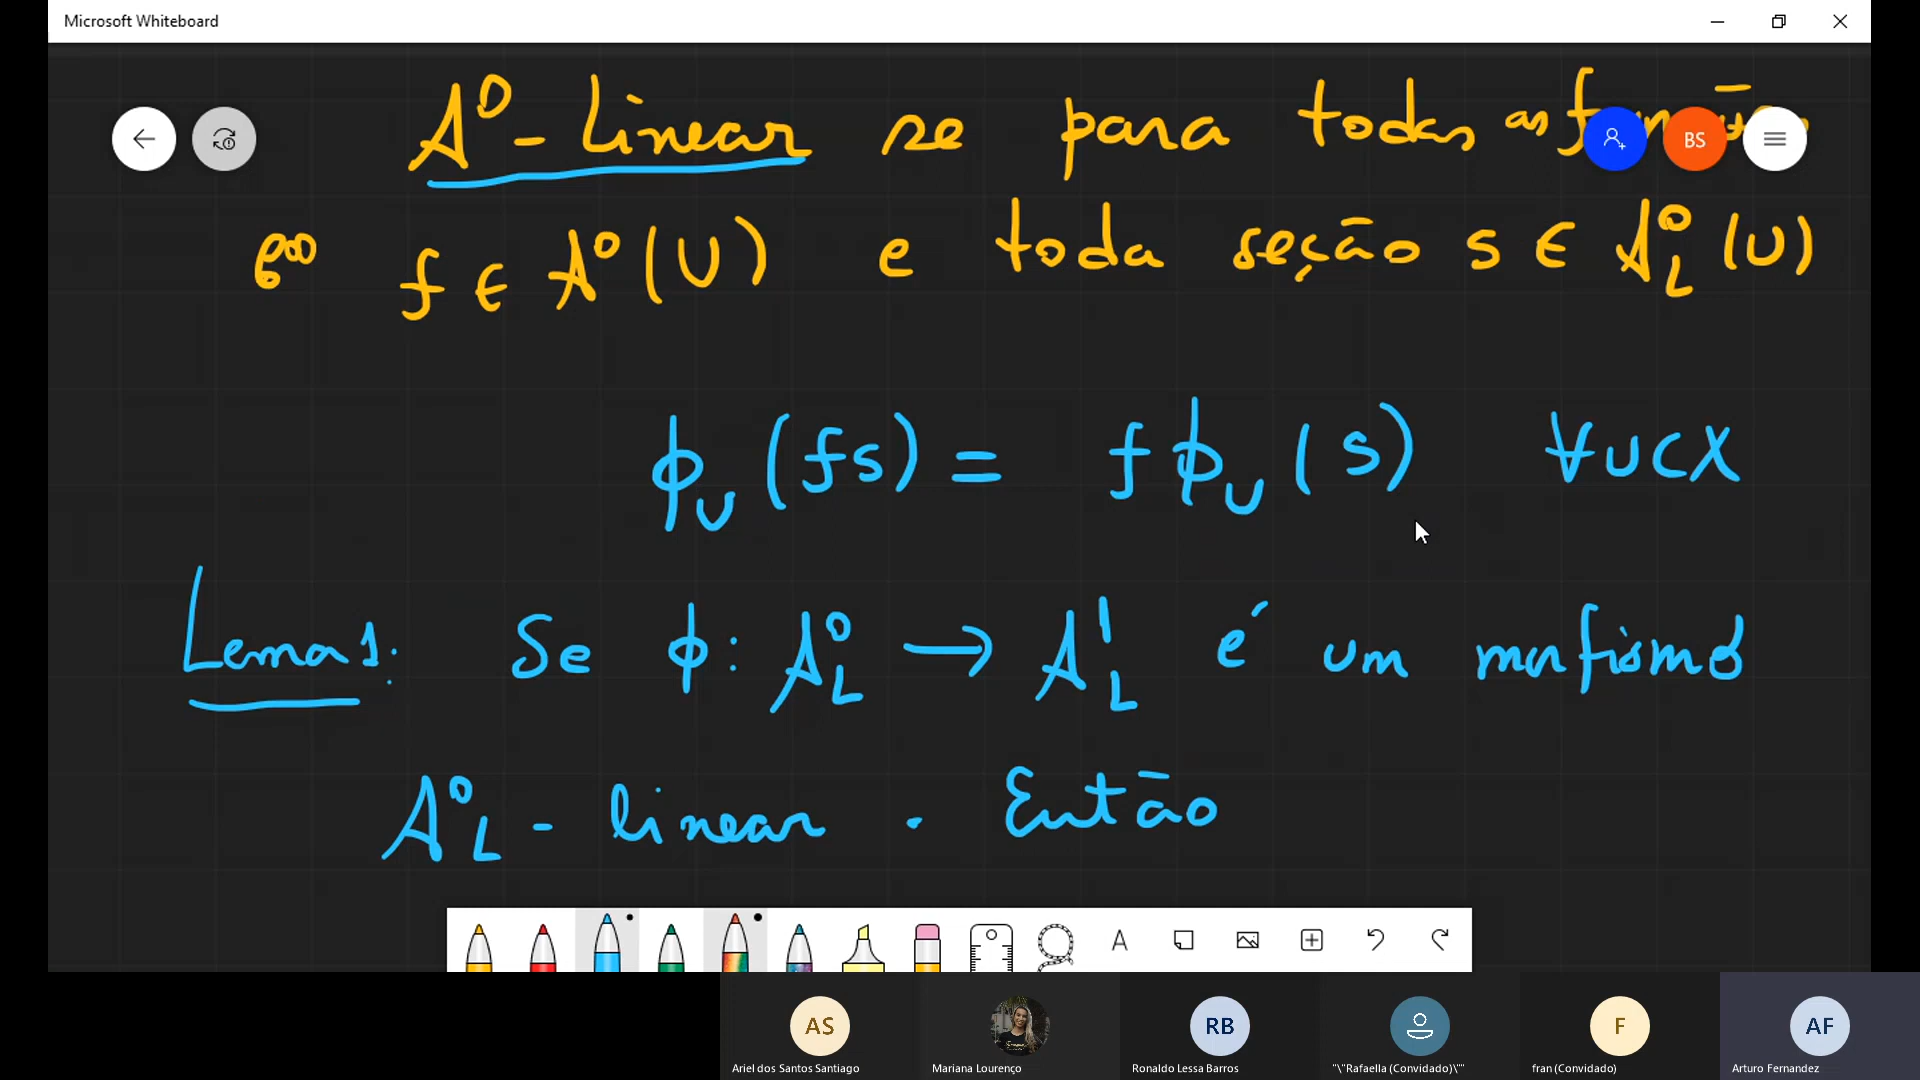 Microsoft Whiteboard
A⁰ - linear se para todas as
C^∞ f ∈ A⁰(U) e toda seção s ∈ A⁰_L (U)
BS
ϕ_U (fs) = f ϕ_U (s) ∀ U ⊂ X
Lema 1: Se ϕ : A⁰_L → A¹_L é um morfismo
A⁰_L - linear . Então
AS
RB
F
AF
Ariel dos Santos Santiago
Mariana Lourenço
Ronaldo Lessa Barros
"\"Rafaella (Convidado)\""
fran (Convidado)
Arturo Fernandez